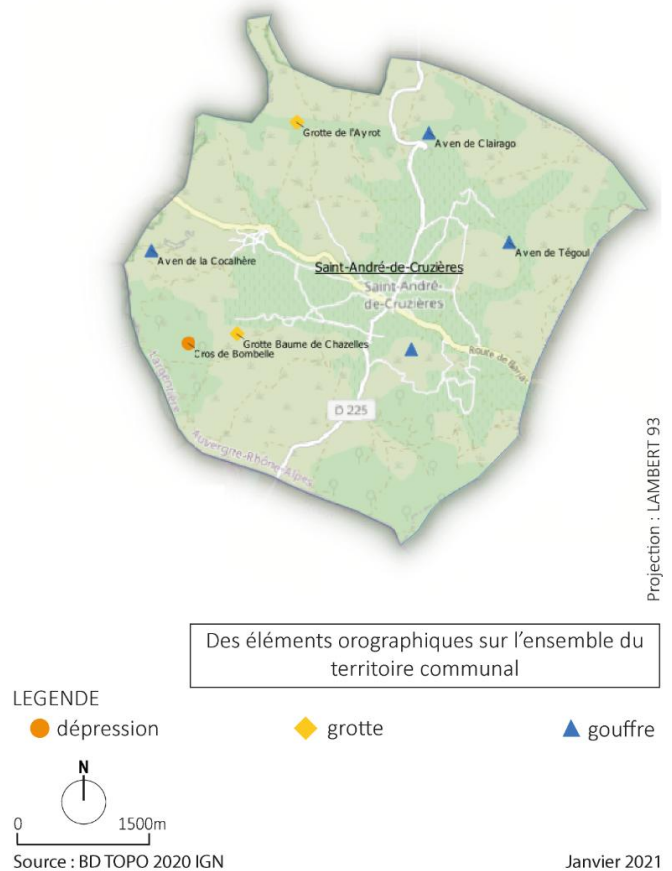 Grotte de l'Ayrot
Aven de Clairago
Aven de la Cocalhère
Aven de Tégoul
Saint-André-de-Cruzières
Saint-André-
de-Cruzières
Grotte Baume de Chazelles
Cros de Bombelle
Route de
D 225
Auvergne-Rhône-Alpes
Projection : LAMBERT 93
Des éléments orographiques sur l'ensemble du
territoire communal
LEGENDE
dépression
grotte
gouffre
N
0 1500m
Source : BD TOPO 2020 IGN
Janvier 2021